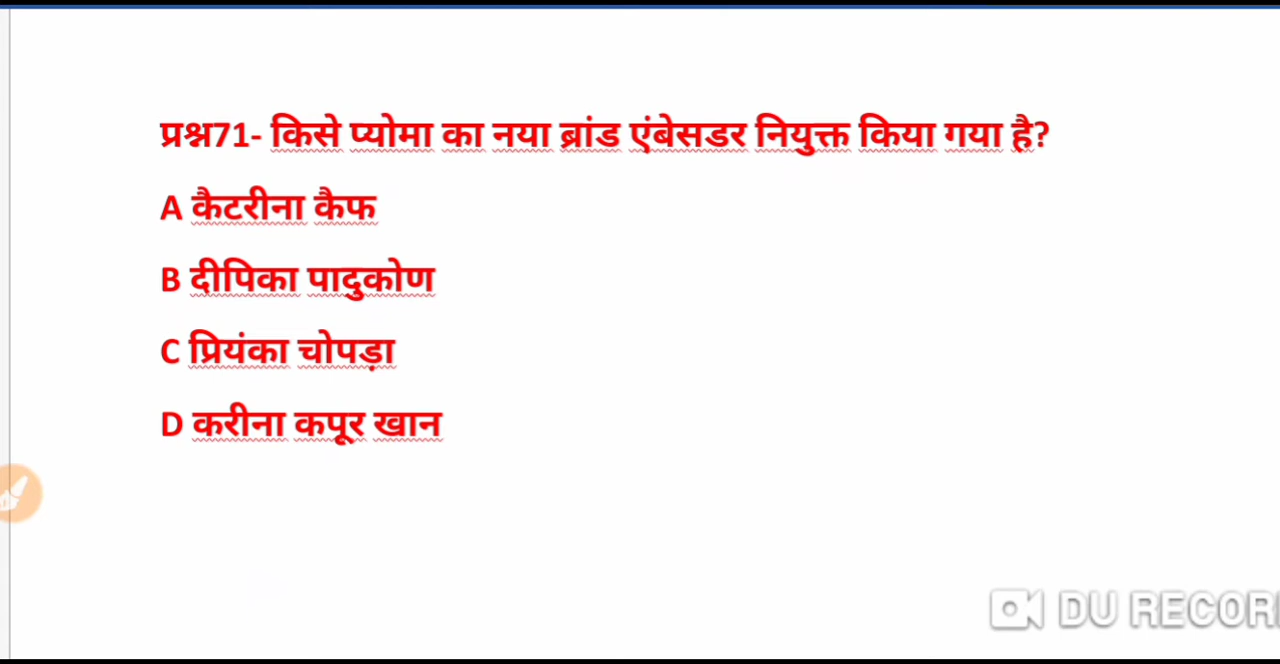 प्रश्न71- किसे प्योमा का नया ब्रांड एंबेसडर नियुक्त किया गया है?
A कैटरीना कैफ
B दीपिका पादुकोण
C प्रियंका चोपड़ा
D करीना कपूर खान
DU RECOR